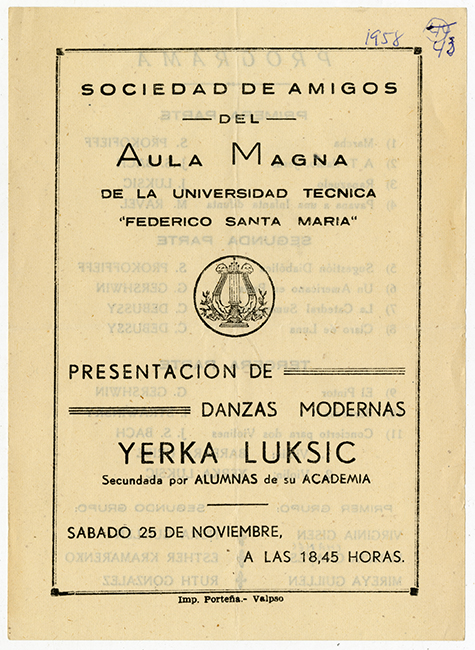 1958
43
SOCIEDAD DE AMIGOS
DEL
AULA MAGNA
DE LA UNIVERSIDAD TECNICA
"FEDERICO SANTA MARIA"
PRESENTACION DE
DANZAS MODERNAS
YERKA LUKSIC
Secundada por ALUMNAS de su ACADEMIA
SABADO 25 DE NOVIEMBRE,
A LAS 18,45 HORAS.
Imp. Porteña.- Valpso